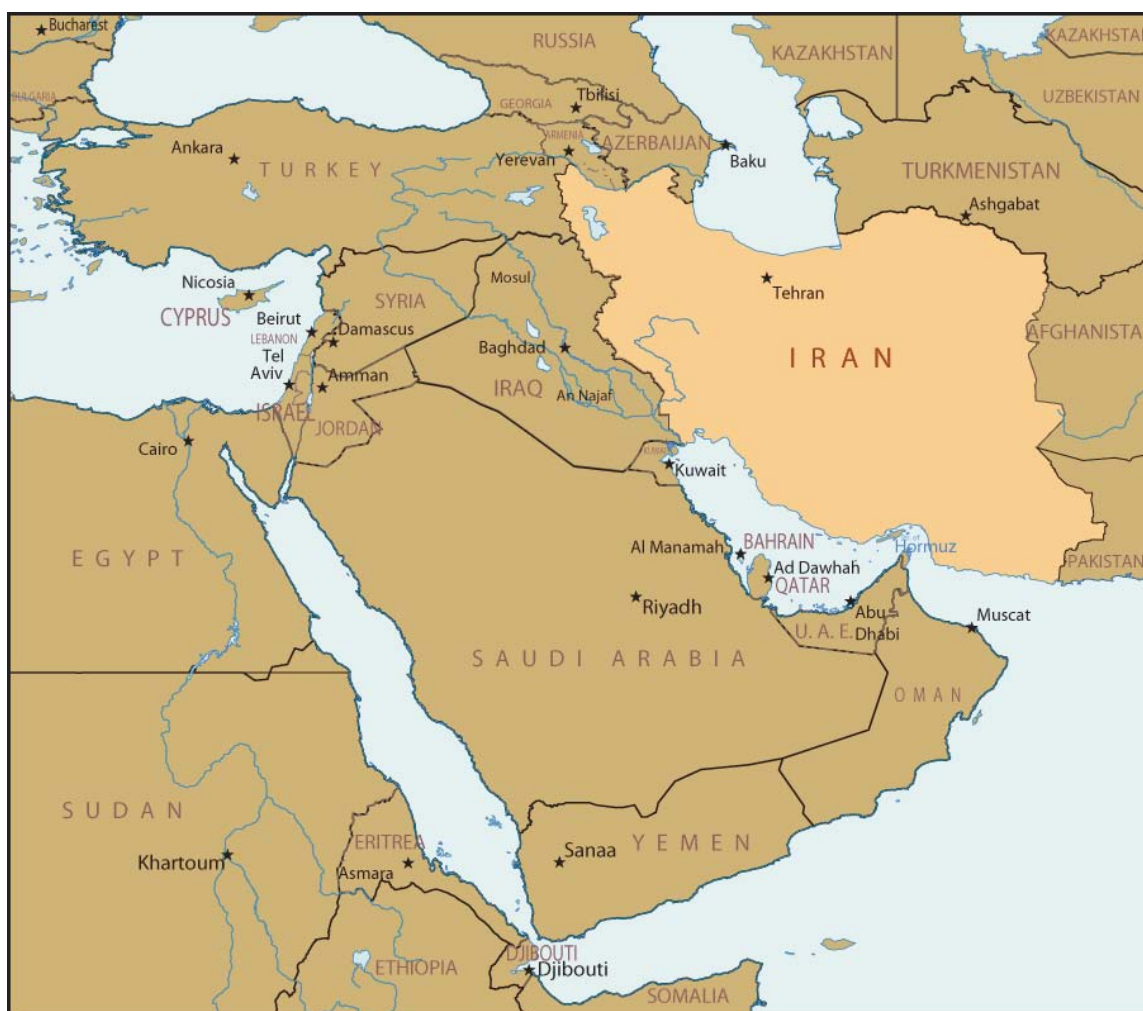 Bucharest
RUSSIA
KAZAKHSTAN
KAZAKHSTAN
BULGARIA
GEORGIA
Tbilisi
UZBEKISTAN
ARMENIA
AZERBAIJAN
Ankara
TURKEY
Yerevan
Baku
TURKMENISTAN
Ashgabat
Nicosia
CYPRUS
Mosul
Tehran
SYRIA
Beirut
LEBANON
Damascus
Baghdad
IRAN
AFGHANISTA
Tel
Aviv
Amman
IRAQ
An Najaf
ISRAEL
JORDAN
Cairo
KUWAIT
Kuwait
EGYPT
Al Manamah
BAHRAIN
Hormuz
PAKISTAN
Ad Dawhah
QATAR
Riyadh
Abu
Dhabi
U. A. E.
Muscat
SAUDI ARABIA
OMAN
SUDAN
ERITREA
YEMEN
Khartoum
Asmara
Sanaa
DJIBOUTI
Djibouti
ETHIOPIA
SOMALIA